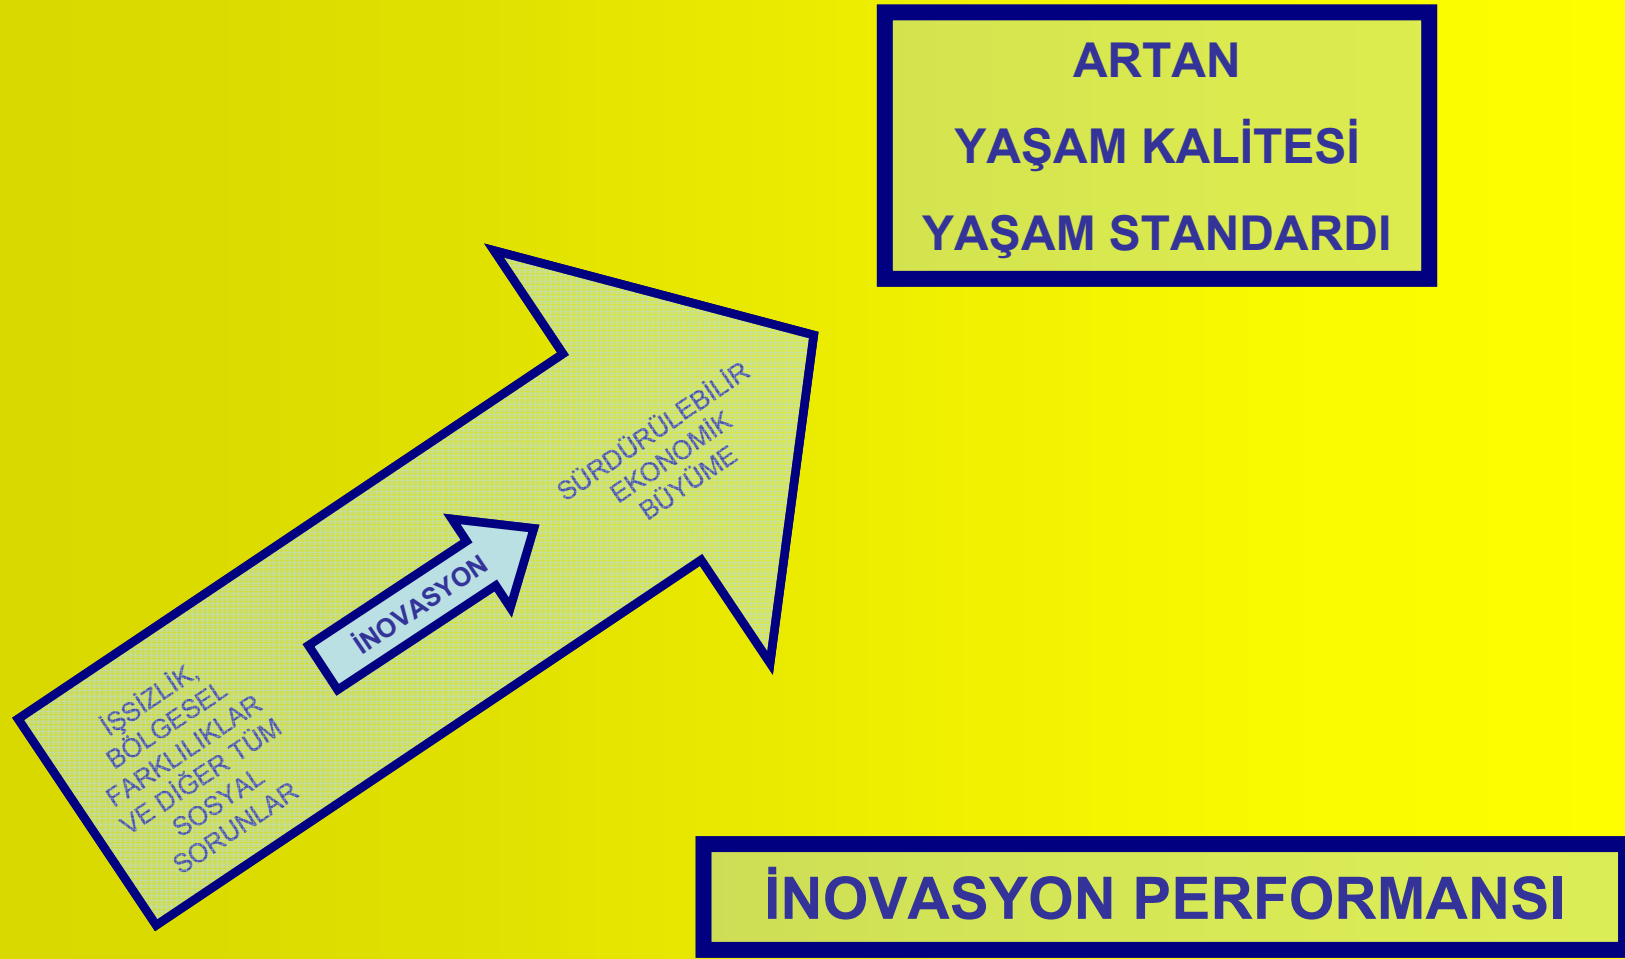 ARTAN
YAŞAM KALİTESİ
YAŞAM STANDARDI
SÜRDÜRÜLEBİLİR
EKONOMİK
BÜYÜME
İNOVASYON
İŞSİZLİK,
BÖLGESEL
FARKLILIKLAR
VE DİĞER TÜM
SOSYAL
SORUNLAR
İNOVASYON PERFORMANSI